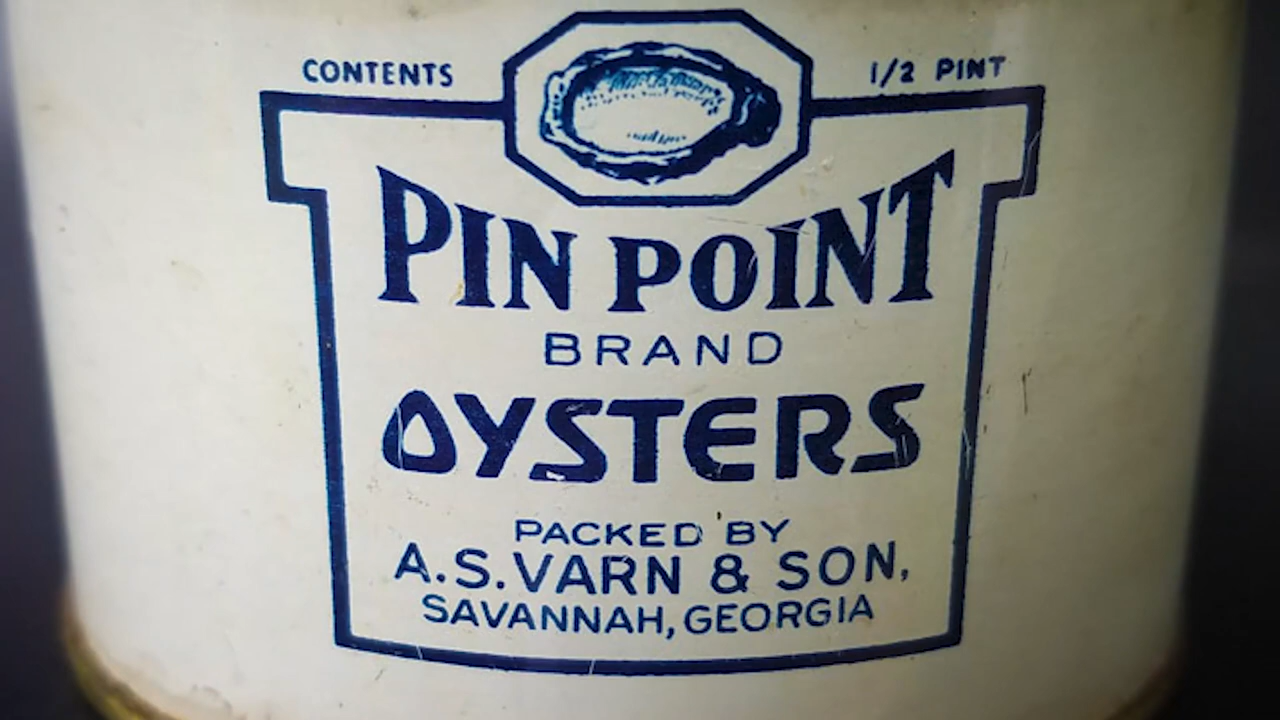 CONTENTS 1/2 PINT
PIN POINT
BRAND
OYSTERS
PACKED BY
A.S. VARN & SON,
SAVANNAH, GEORGIA